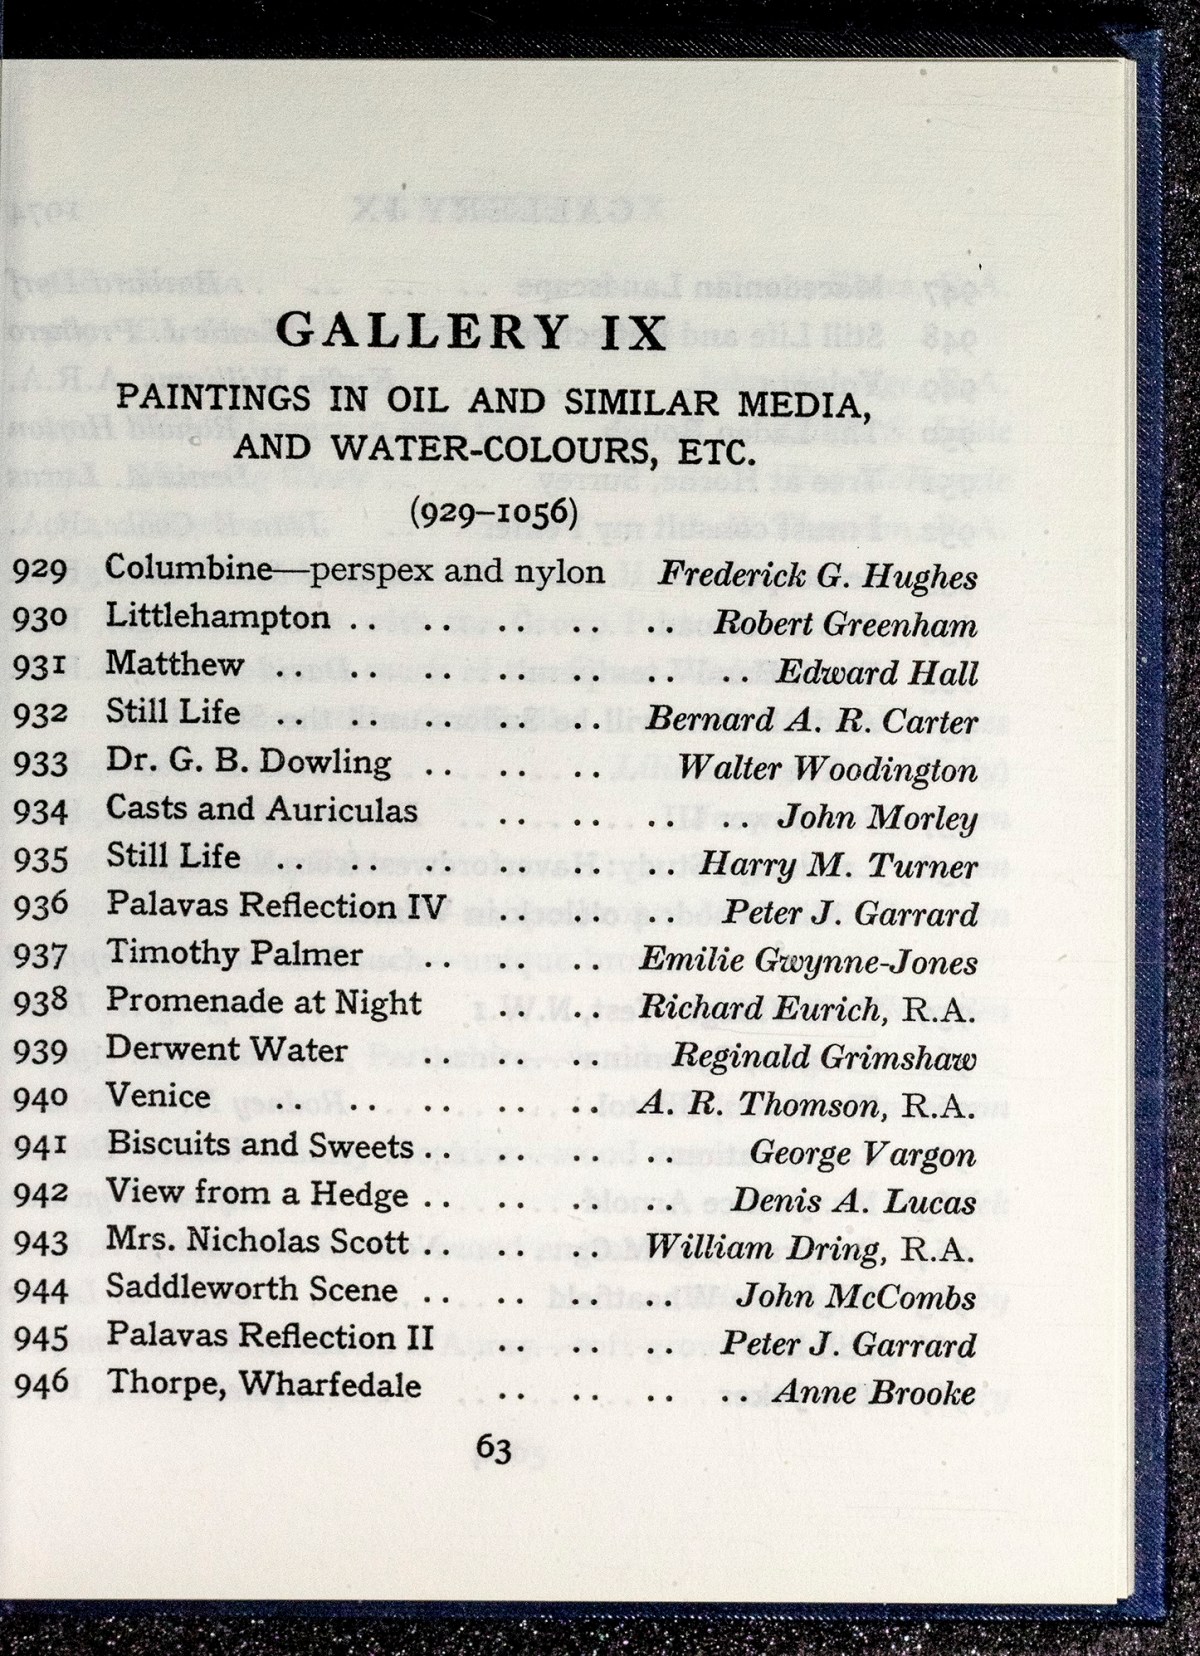 GALLERY IX
PAINTINGS IN OIL AND SIMILAR MEDIA,
AND WATER-COLOURS, ETC.
(929–1056)
929 Columbine—perspex and nylon Frederick G. Hughes
930 Littlehampton .. .. .. .. .. Robert Greenham
931 Matthew .. .. .. .. .. .. .. Edward Hall
932 Still Life .. .. .. .. .. Bernard A. R. Carter
933 Dr. G. B. Dowling .. .. .. Walter Woodington
934 Casts and Auriculas .. .. .. .. John Morley
935 Still Life .. .. .. .. .. .. Harry M. Turner
936 Palavas Reflection IV .. .. .. Peter J. Garrard
937 Timothy Palmer .. .. .. Emilie Gwynne-Jones
938 Promenade at Night .. .. Richard Eurich, R.A.
939 Derwent Water .. .. .. Reginald Grimshaw
940 Venice .. .. .. .. .. A. R. Thomson, R.A.
941 Biscuits and Sweets .. .. .. .. George Vargon
942 View from a Hedge .. .. .. .. Denis A. Lucas
943 Mrs. Nicholas Scott .. .. .. William Dring, R.A.
944 Saddleworth Scene .. .. .. .. John McCombs
945 Palavas Reflection II .. .. .. Peter J. Garrard
946 Thorpe, Wharfedale .. .. .. .. Anne Brooke
63